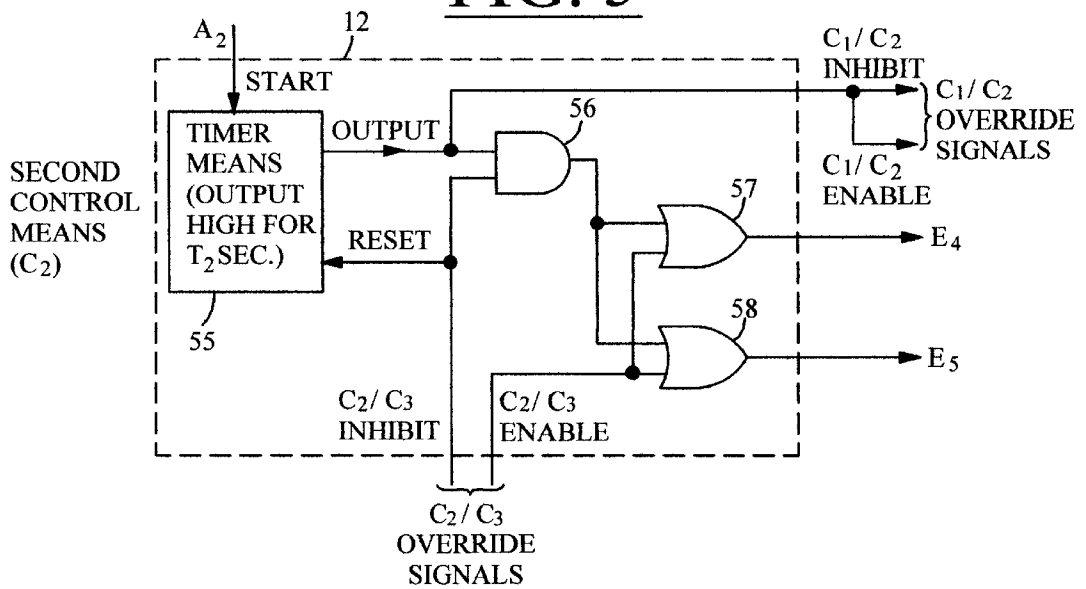 A2
12
START
C1/ C2
INHIBIT
C1/ C2
OVERRIDE
SIGNALS
C1/ C2
ENABLE
TIMER
MEANS
(OUTPUT
HIGH FOR
T2 SEC.)
OUTPUT
56
SECOND
CONTROL
MEANS
(C2)
RESET
57
E4
55
58
E5
C2/ C3
INHIBIT
C2/ C3
ENABLE
C2/ C3
OVERRIDE
SIGNALS